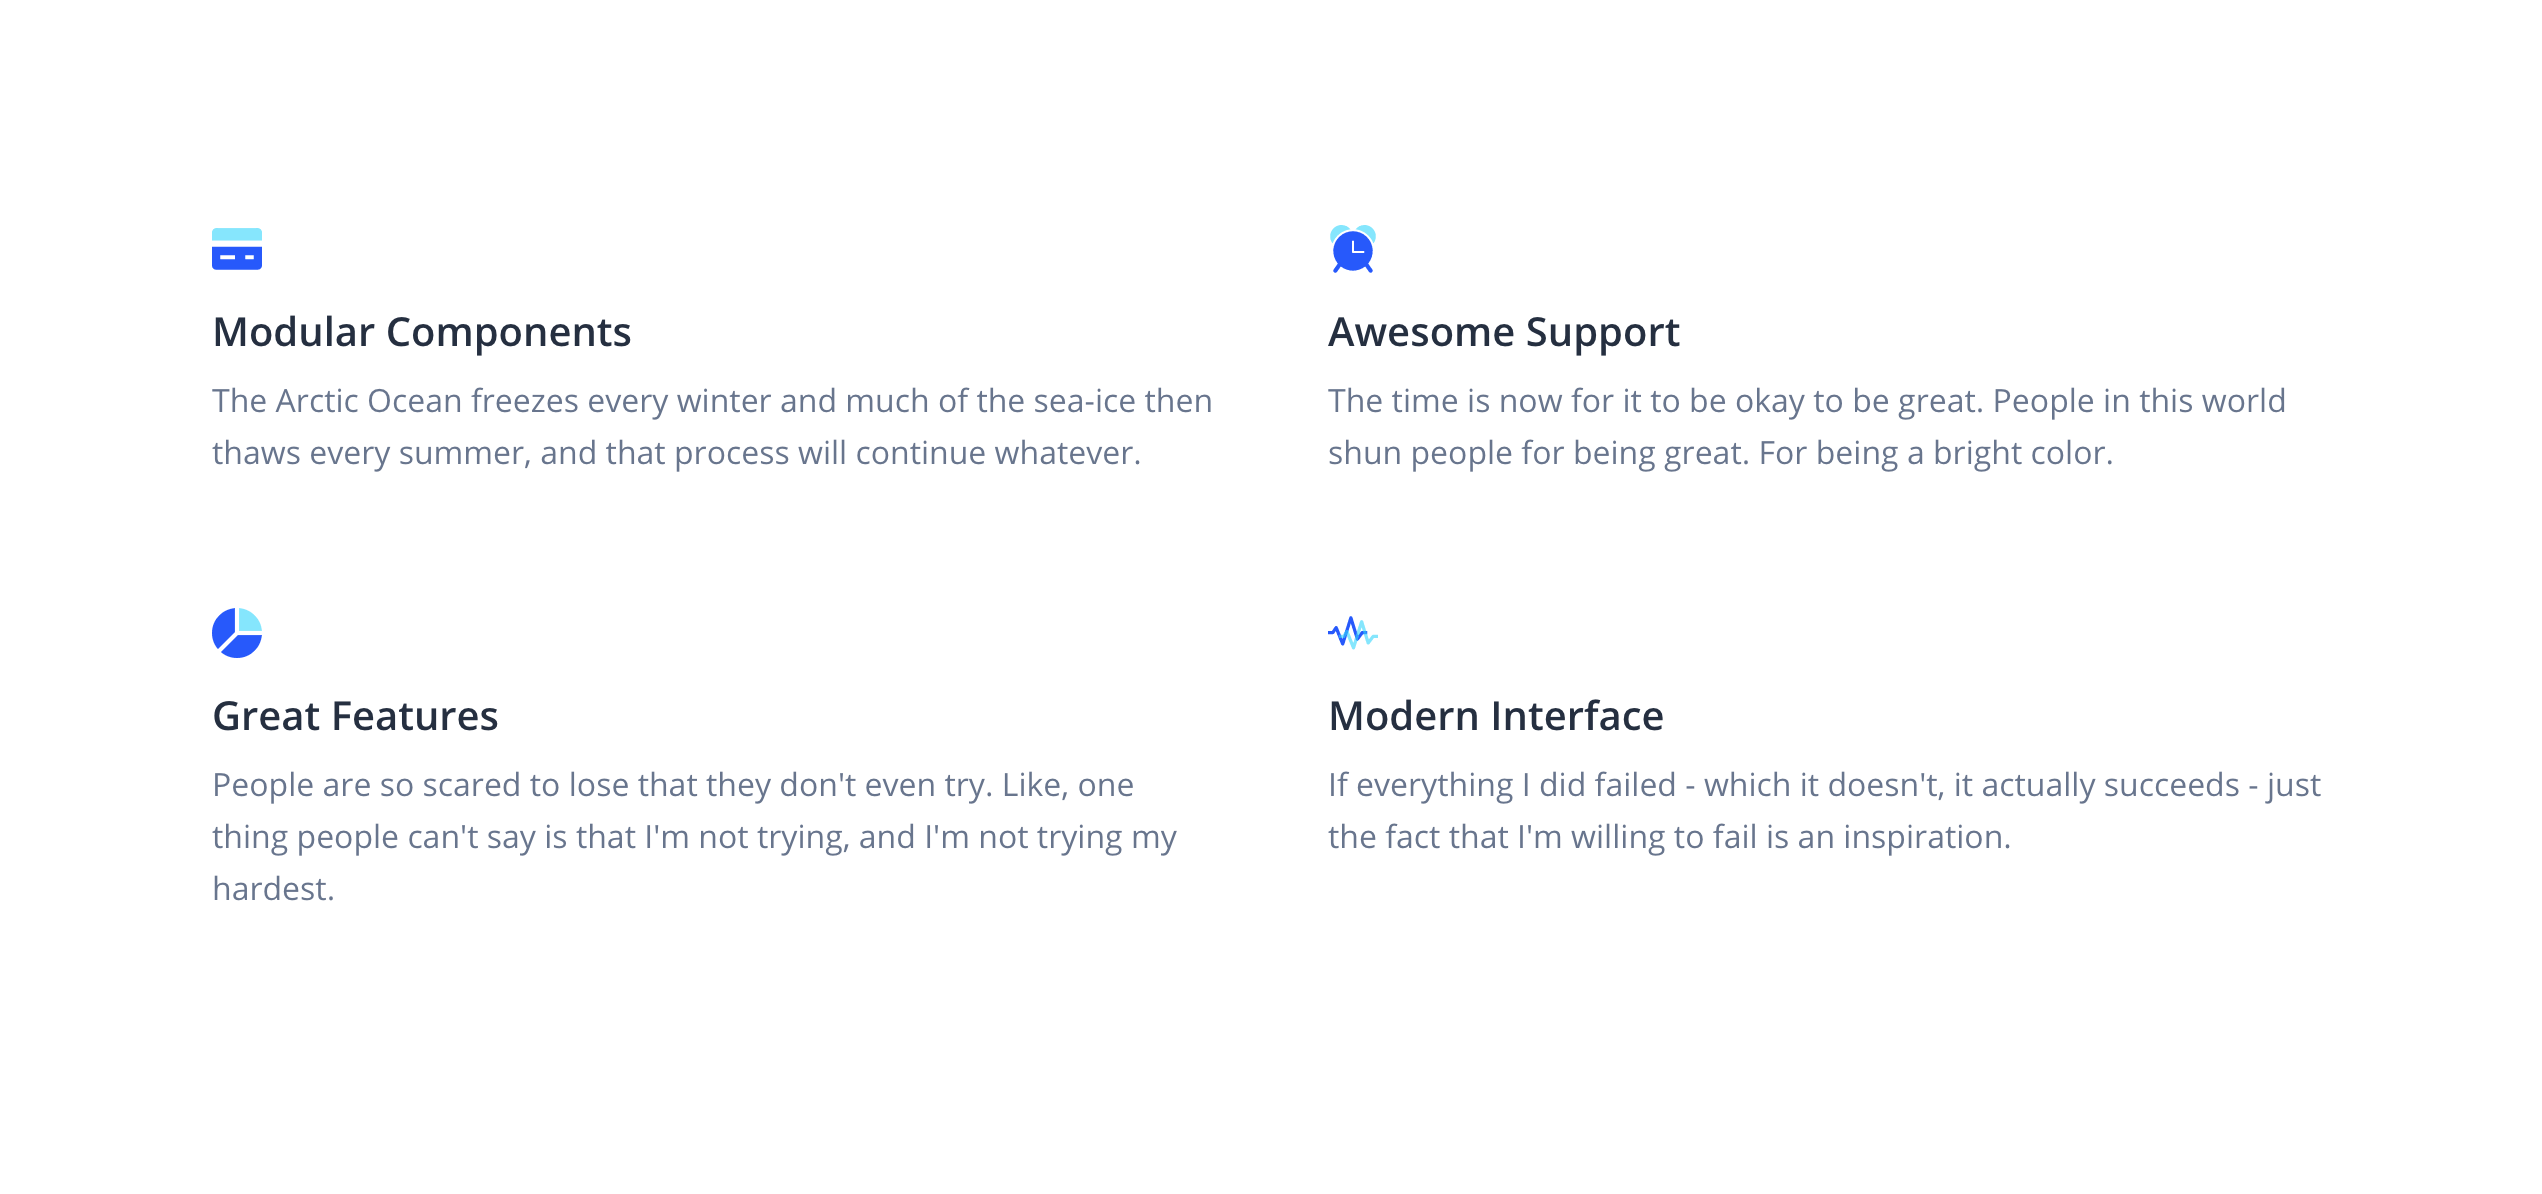 Modular Components
The Arctic Ocean freezes every winter and much of the sea-ice then
thaws every summer, and that process will continue whatever.
Awesome Support
The time is now for it to be okay to be great. People in this world
shun people for being great. For being a bright color.
Great Features
People are so scared to lose that they don't even try. Like, one
thing people can't say is that I'm not trying, and I'm not trying my
hardest.
Modern Interface
If everything I did failed - which it doesn't, it actually succeeds - just
the fact that I'm willing to fail is an inspiration.